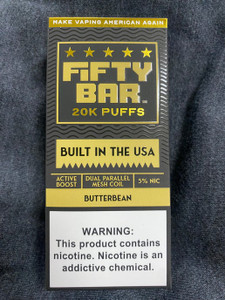 MAKE VAPING AMERICAN AGAIN
FiFTY
BAR
20K PUFFS
BUILT IN THE USA
ACTIVE BOOST
DUAL PARALLEL MESH COIL
5% NIC
BUTTERBEAN
WARNING:
This product contains
nicotine. Nicotine is an
addictive chemical.